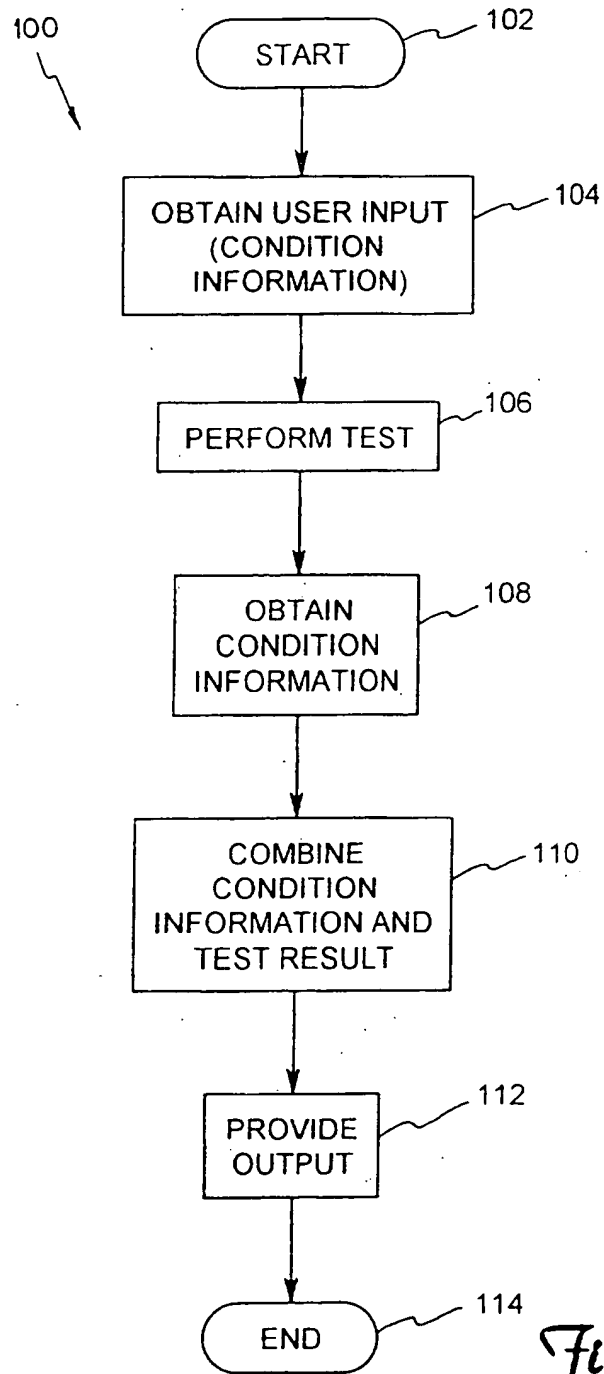 100
START
102
OBTAIN USER INPUT
(CONDITION
INFORMATION)
104
PERFORM TEST
106
OBTAIN
CONDITION
INFORMATION
108
COMBINE
CONDITION
INFORMATION AND
TEST RESULT
110
PROVIDE
OUTPUT
112
END
114
Fi